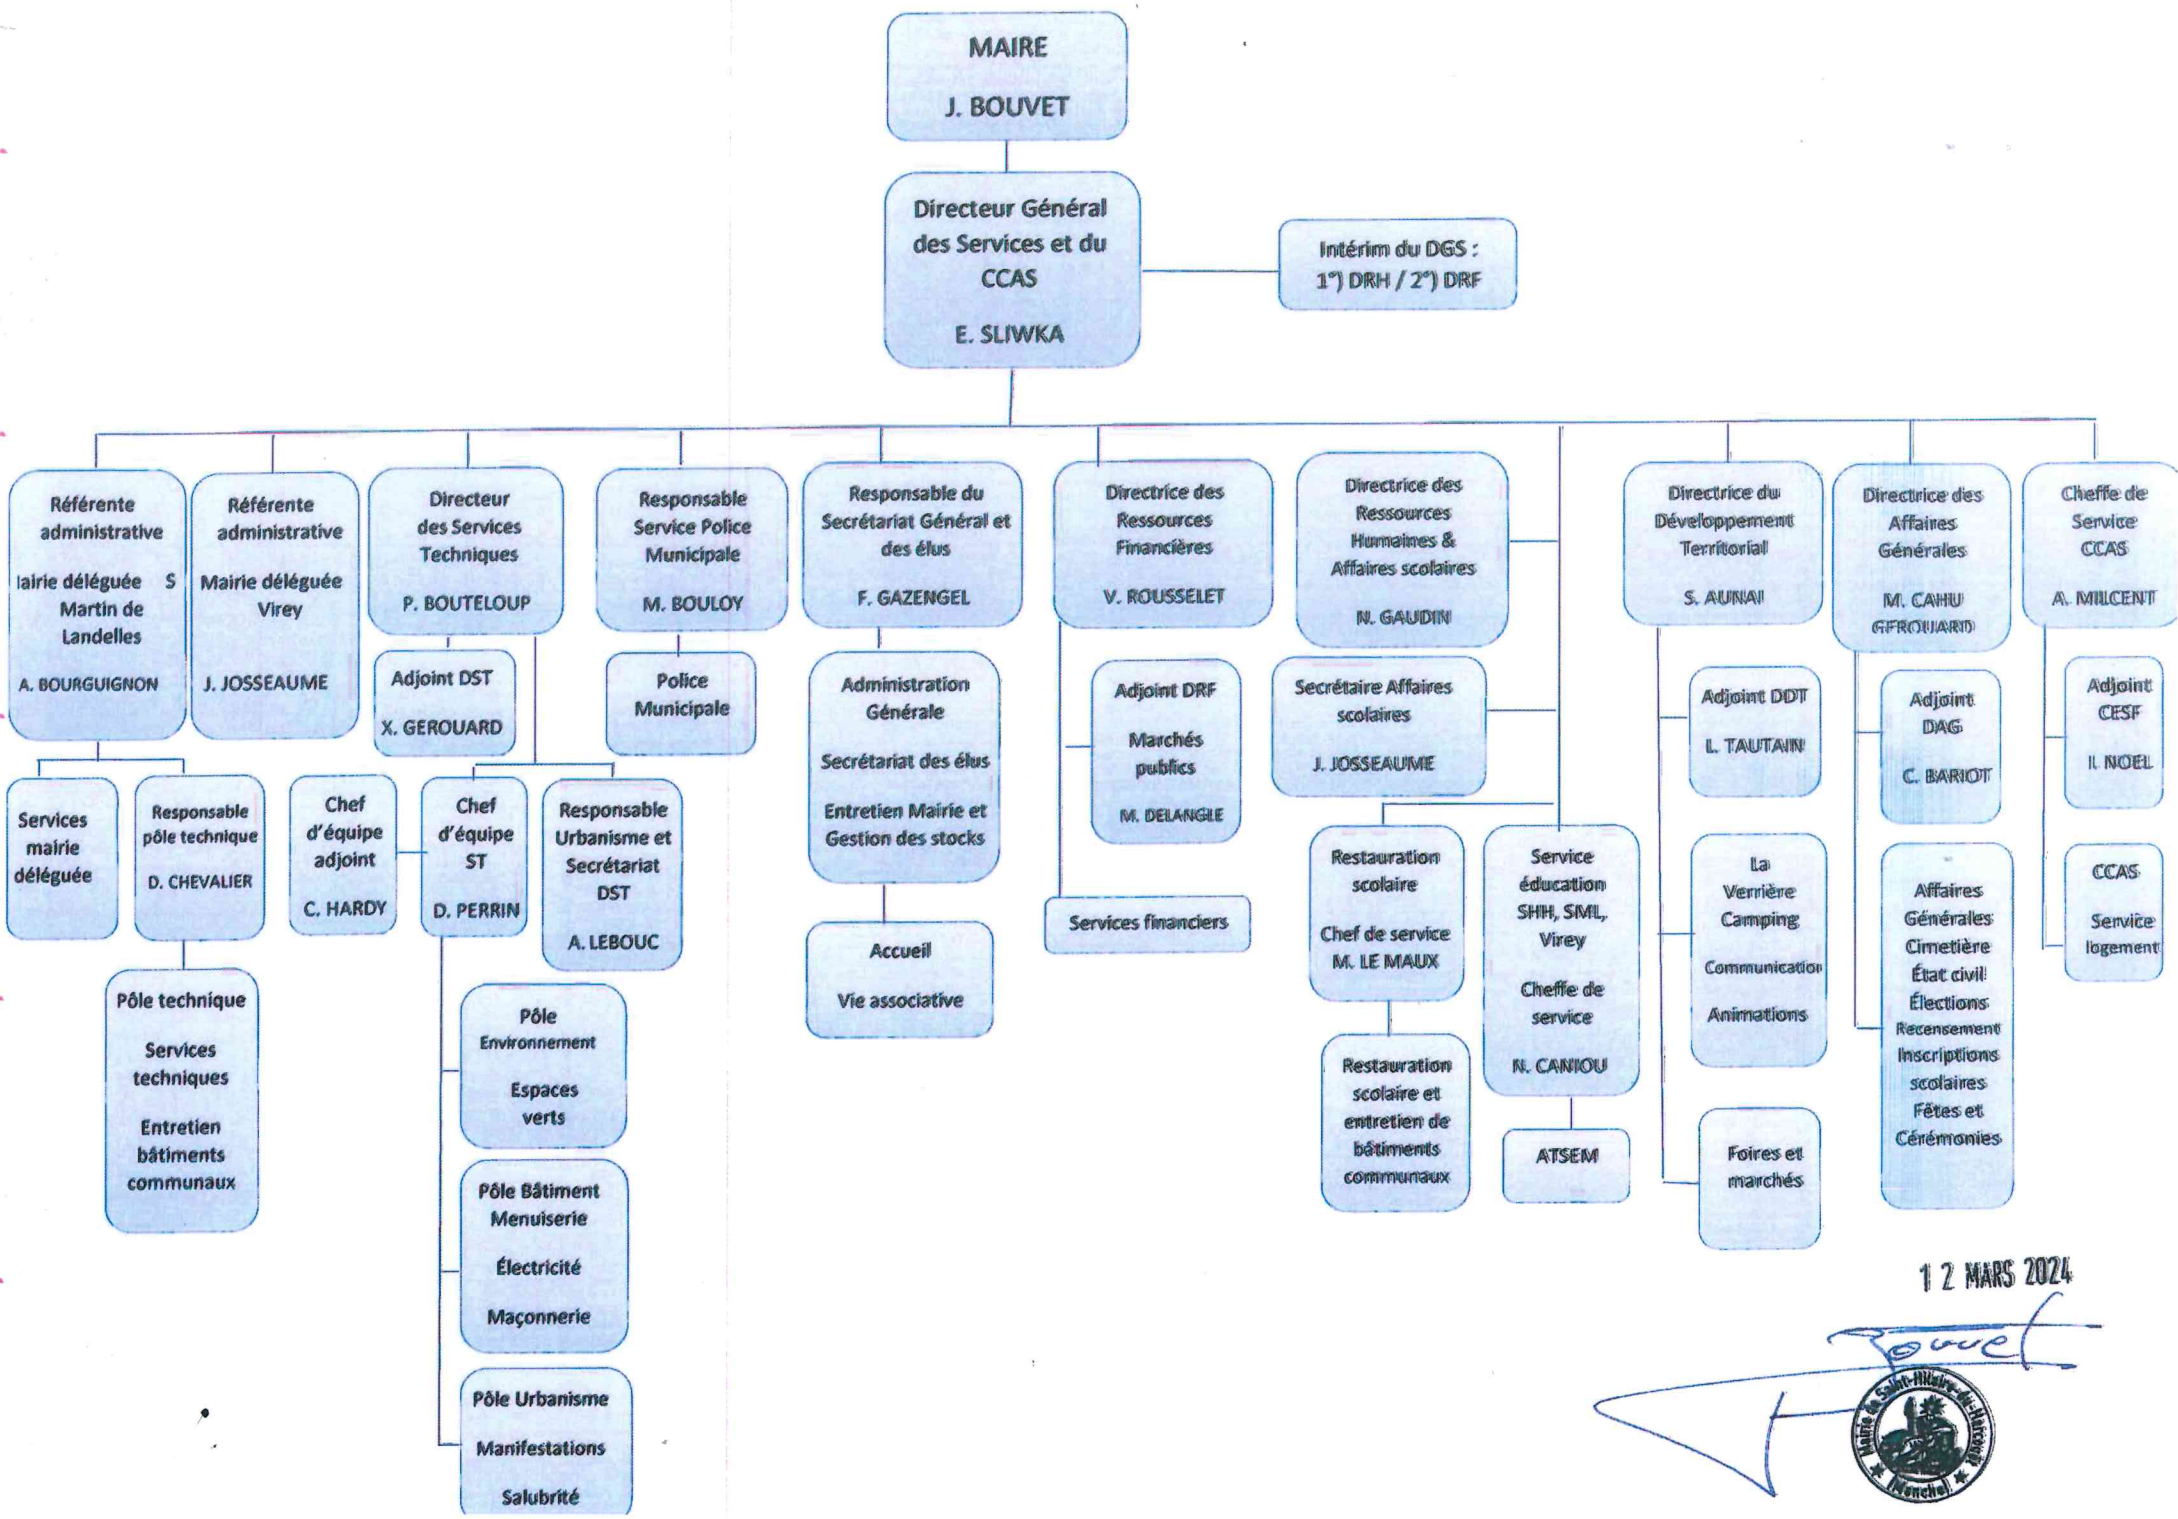 MAIRE
J. BOUVET
Directeur Général
des Services et du
CCAS
E. SLIWKA
Intérim du DGS :
1°) DRH / 2°) DRF
Référente
administrative
lairie déléguée S
Martin de
Landelles
A. BOURGUIGNON
Référente
administrative
Mairie déléguée
Virey
J. JOSSEAUME
Directeur
des Services
Techniques
P. BOUTELOUP
Responsable
Service Police
Municipale
M. BOULOY
Responsable du
Secrétariat Général et
des élus
F. GAZENGEL
Directrice des
Ressources
Financières
V. ROUSSELET
Directrice des
Ressources
Humaines &
Affaires scolaires
N. GAUDIN
Directrice du
Développement
Territorial
S. AUNAI
Directrice des
Affaires
Générales
M. CAHU
GEROUARD
Cheffe de
Service
CCAS
A. MILCENT
Adjoint DST
X. GEROUARD
Police
Municipale
Administration
Générale
Secrétariat des élus
Entretien Mairie et
Gestion des stocks
Adjoint DRF
Marchés
publics
M. DELANGLE
Secrétaire Affaires
scolaires
J. JOSSEAUME
Adjoint DDT
L. TAUTAIN
Adjoint
DAG
C. BARIOT
Adjoint
CESF
I. NOEL
Services
mairie
déléguée
Responsable
pôle technique
D. CHEVALIER
Chef
d'équipe
adjoint
C. HARDY
Chef
d'équipe
ST
D. PERRIN
Responsable
Urbanisme et
Secrétariat
DST
A. LEBOUC
Services financiers
Restauration
scolaire
Chef de service
M. LE MAUX
Service
éducation
SHH, SML,
Virey
Cheffe de
service
N. CANIOU
La
Verrière
Camping
Communication
Animations
Affaires
Générales
Cimetière
État civil
Élections
Recensement
Inscriptions
scolaires
Fêtes et
Cérémonies
CCAS
Service
logement
Accueil
Vie associative
Pôle technique
Services
techniques
Entretien
bâtiments
communaux
Pôle
Environnement
Espaces
verts
Restauration
scolaire et
entretien de
bâtiments
communaux
ATSEM
Foires et
marchés
Pôle Bâtiment
Menuiserie
Électricité
Maçonnerie
Pôle Urbanisme
Manifestations
Salubrité
12 MARS 2024
Bouvet
Mairie de Saint-Hilaire-du-Harcouët
(Manche)